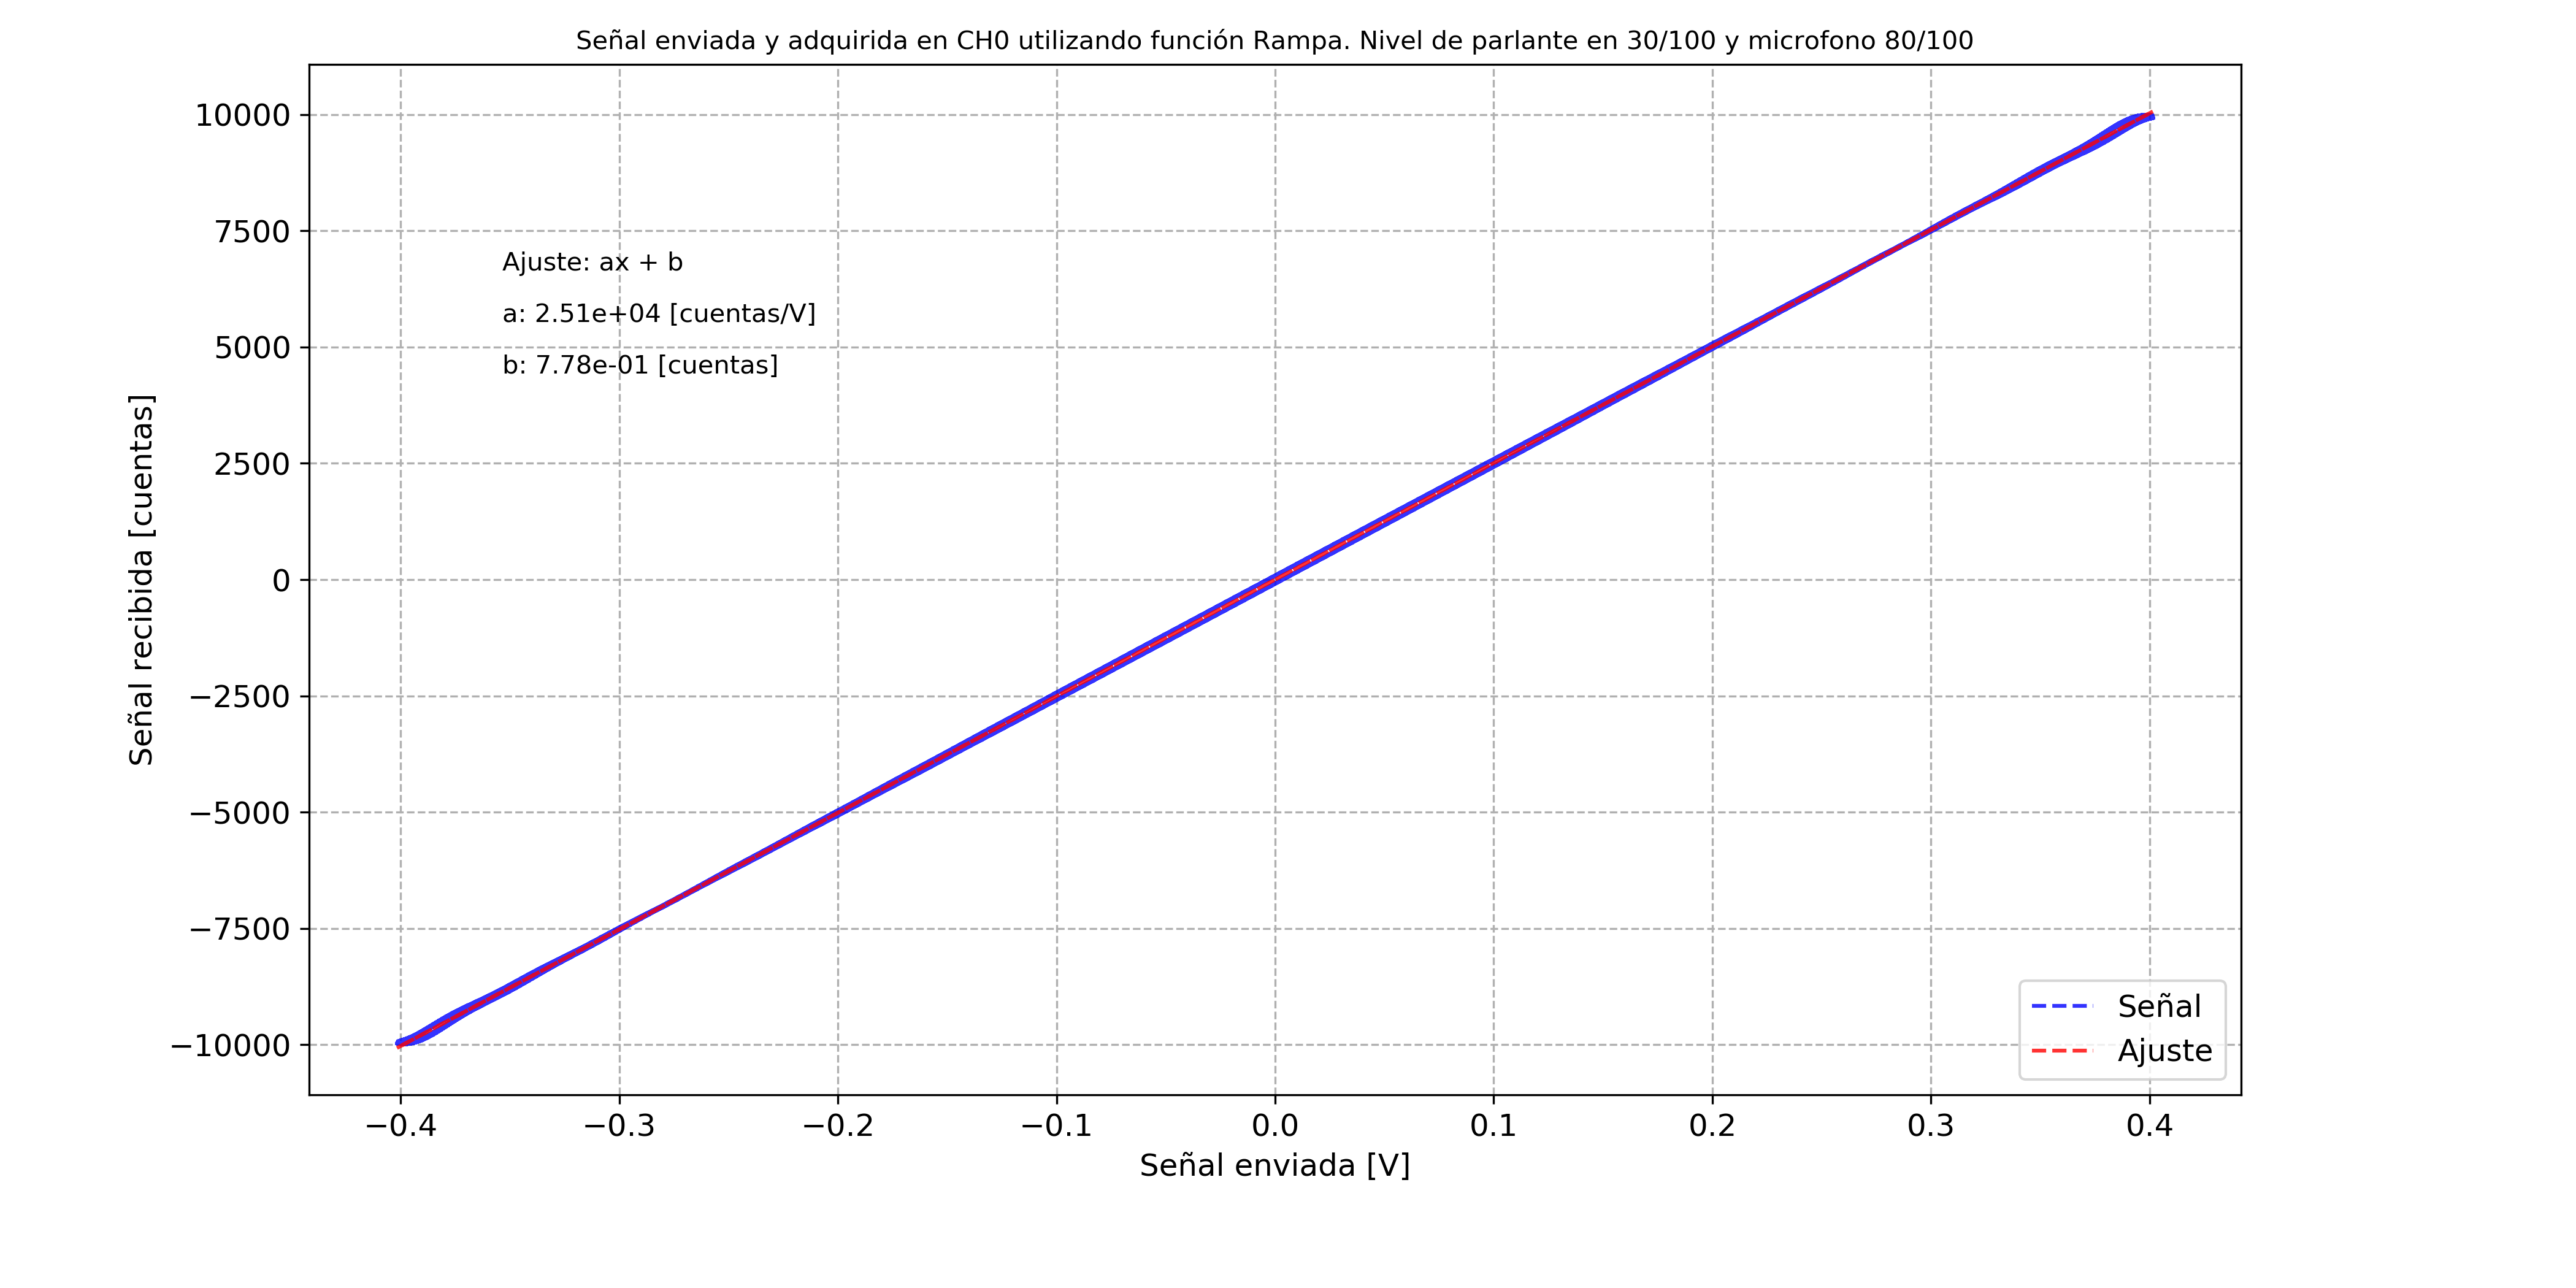 Señal enviada y adquirida en CH0 utilizando función Rampa. Nivel de parlante en 30/100 y microfono 80/100
10000
7500
5000
2500
0
−2500
−5000
−7500
−10000
Señal recibida [cuentas]
Ajuste: ax + b
a: 2.51e+04 [cuentas/V]
b: 7.78e-01 [cuentas]
Señal
Ajuste
−0.4
−0.3
−0.2
−0.1
0.0
0.1
0.2
0.3
0.4
Señal enviada [V]